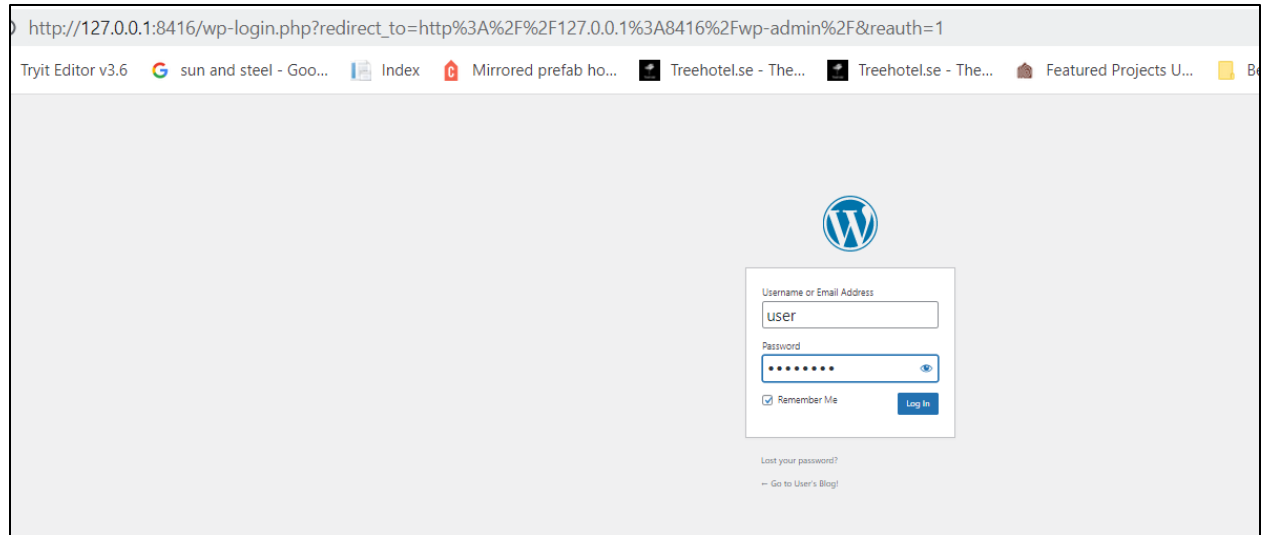 http://127.0.0.1:8416/wp-login.php?redirect_to=http%3A%2F%2F127.0.0.1%3A8416%2Fwp-admin%2F&reauth=1
Tryit Editor v3.6 G sun and steel - Goo... Index C Mirrored prefab ho... Treehotel.se - The... Treehotel.se - The... Featured Projects U...
W
Username or Email Address
user
Password
••••••••
Remember Me Log In
Lost your password?
← Go to User's Blog!